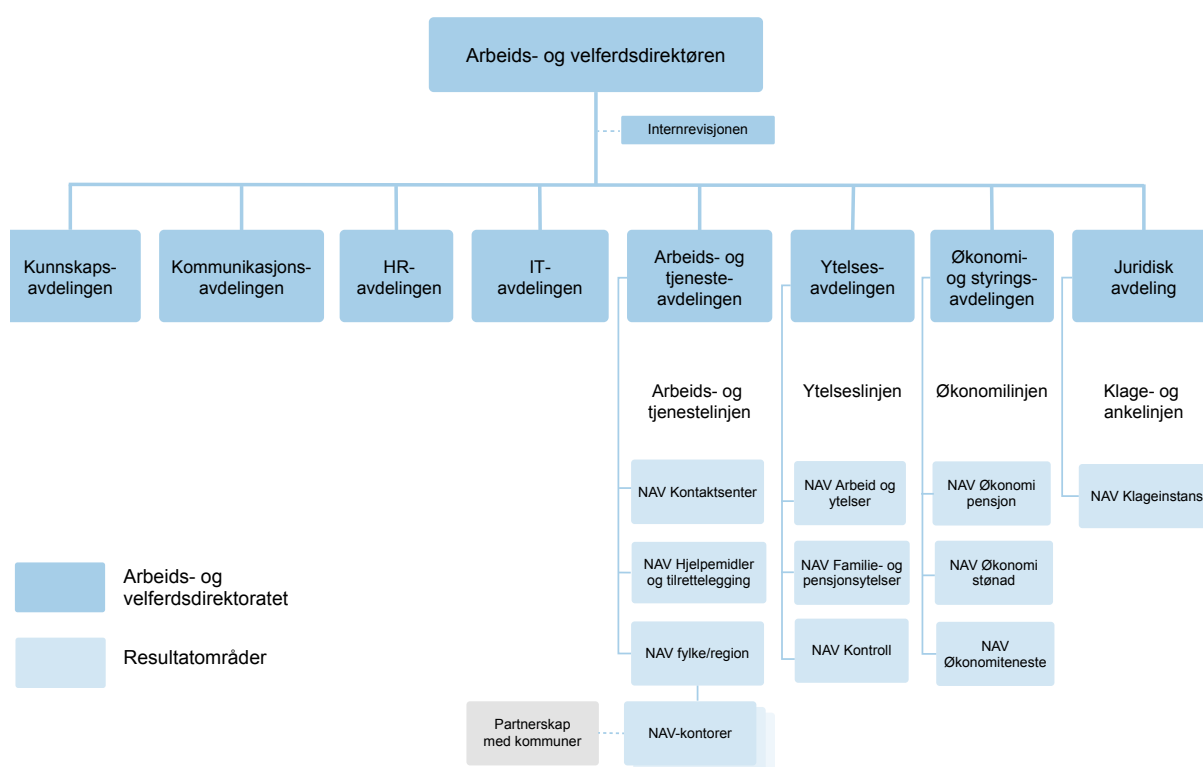 Arbeids- og velferdsdirektøren
Internrevisjonen
Kunnskaps-
avdelingen
Kommunikasjons-
avdelingen
HR-
avdelingen
IT-
avdelingen
Arbeids- og
tjeneste-
avdelingen
Ytelses-
avdelingen
Økonomi-
og styrings-
avdelingen
Juridisk
avdeling
Arbeids- og
tjenestelinjen
Ytelseslinjen
Økonomilinjen
Klage- og
ankelinjen
NAV Kontaktsenter
NAV Arbeid og
ytelser
NAV Økonomi
pensjon
NAV Klageinstans
NAV Hjelpemidler
og tilrettelegging
NAV Familie- og
pensjonsytelser
NAV Økonomi
stønad
NAV fylke/region
NAV Kontroll
NAV
Økonomiteneste
Partnerskap
med kommuner
NAV-kontorer
Arbeids- og
velferdsdirektoratet
Resultatområder